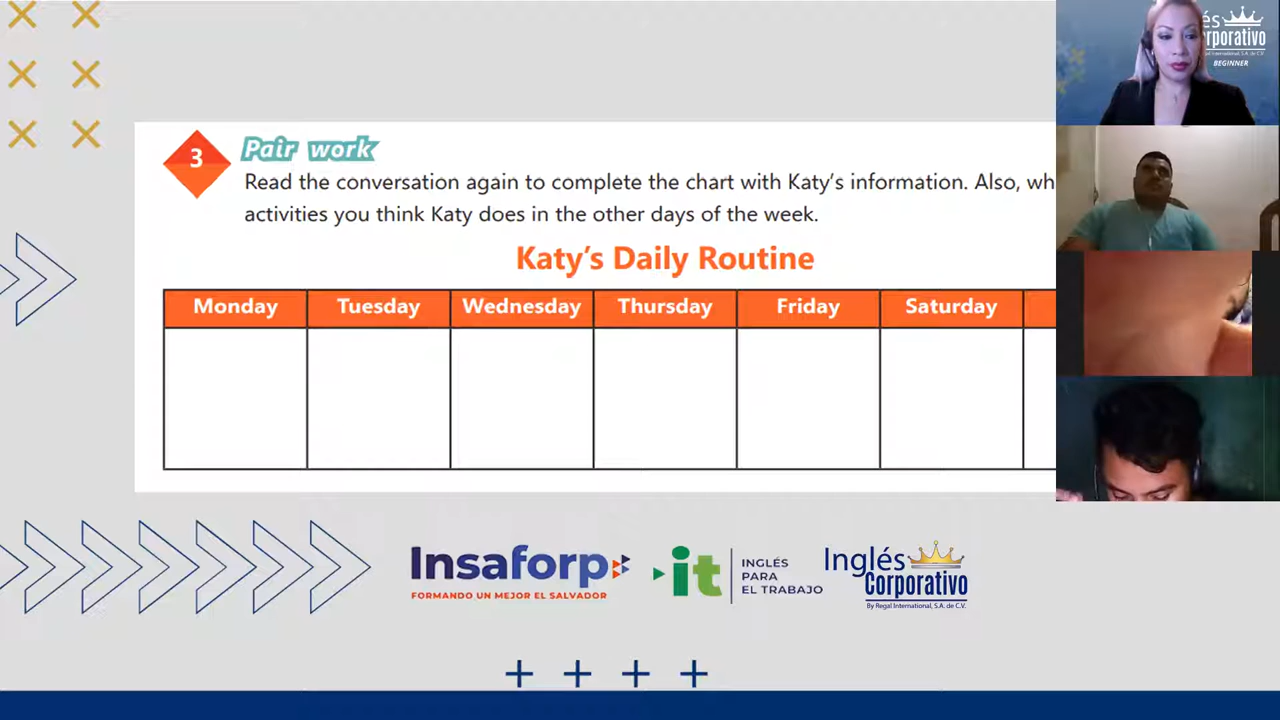 3
Pair work
Read the conversation again to complete the chart with Katy's information. Also, wh
activities you think Katy does in the other days of the week.
Katy's Daily Routine
Monday Tuesday Wednesday Thursday Friday Saturday
Insaforp
FORMANDO UN MEJOR EL SALVADOR
it
INGLÉS
PARA
EL TRABAJO
Inglés
Corporativo
By Regal International, S.A. de C.V.
és
rporativo
BEGINNER